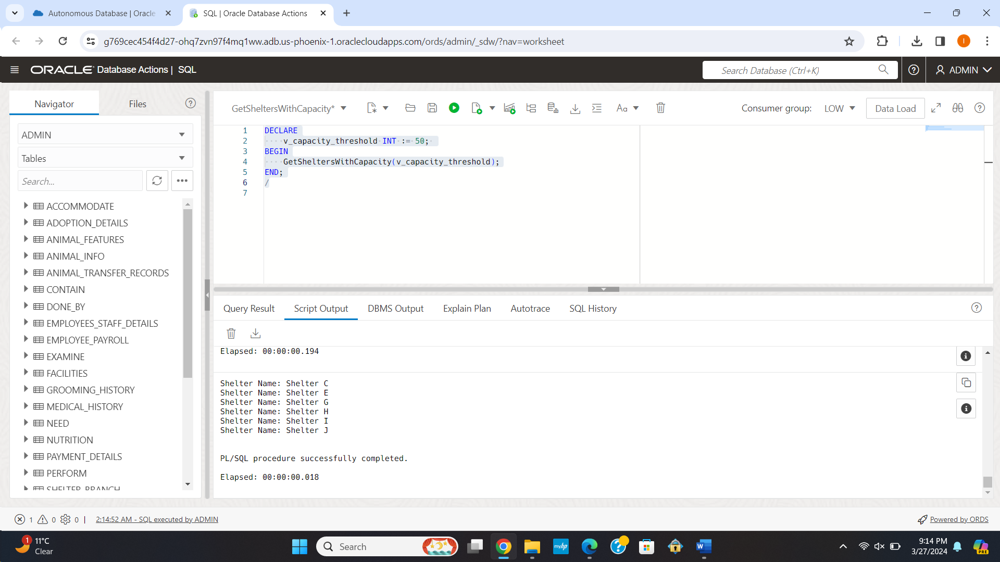 Autonomous Database | Oracle
SQL | Oracle Database Actions
g769cec454f4d27-ohq7zvn97f4mq1ww.adb.us-phoenix-1.oraclecloudapps.com/ords/admin/_sdw/?nav=worksheet
I
ORACLE Database Actions | SQL
Search Database (Ctrl+K)
ADMIN
Navigator
Files
GetSheltersWithCapacity*
Aa
Consumer group: LOW
Data Load
ADMIN
Tables
Search...
ACCOMMODATE
ADOPTION_DETAILS
ANIMAL_FEATURES
ANIMAL_INFO
ANIMAL_TRANSFER_RECORDS
CONTAIN
DONE_BY
EMPLOYEES_STAFF_DETAILS
EMPLOYEE_PAYROLL
EXAMINE
FACILITIES
GROOMING_HISTORY
MEDICAL_HISTORY
NEED
NUTRITION
PAYMENT_DETAILS
PERFORM
SHELTER_BRANCH
1 DECLARE
2 ····v_capacity_threshold·INT·:=·50;·
3 BEGIN
4 ····GetSheltersWithCapacity(v_capacity_threshold);
5 END;
6 /
7
Query Result
Script Output
DBMS Output
Explain Plan
Autotrace
SQL History
Elapsed: 00:00:00.194
Shelter Name: Shelter C
Shelter Name: Shelter E
Shelter Name: Shelter G
Shelter Name: Shelter H
Shelter Name: Shelter I
Shelter Name: Shelter J
PL/SQL procedure successfully completed.
Elapsed: 00:00:00.018
1 0 0 | 2:14:52 AM - SQL executed by ADMIN
Powered by ORDS
1
11°C
Clear
Search
myhp
W
9:14 PM
3/27/2024
PRE